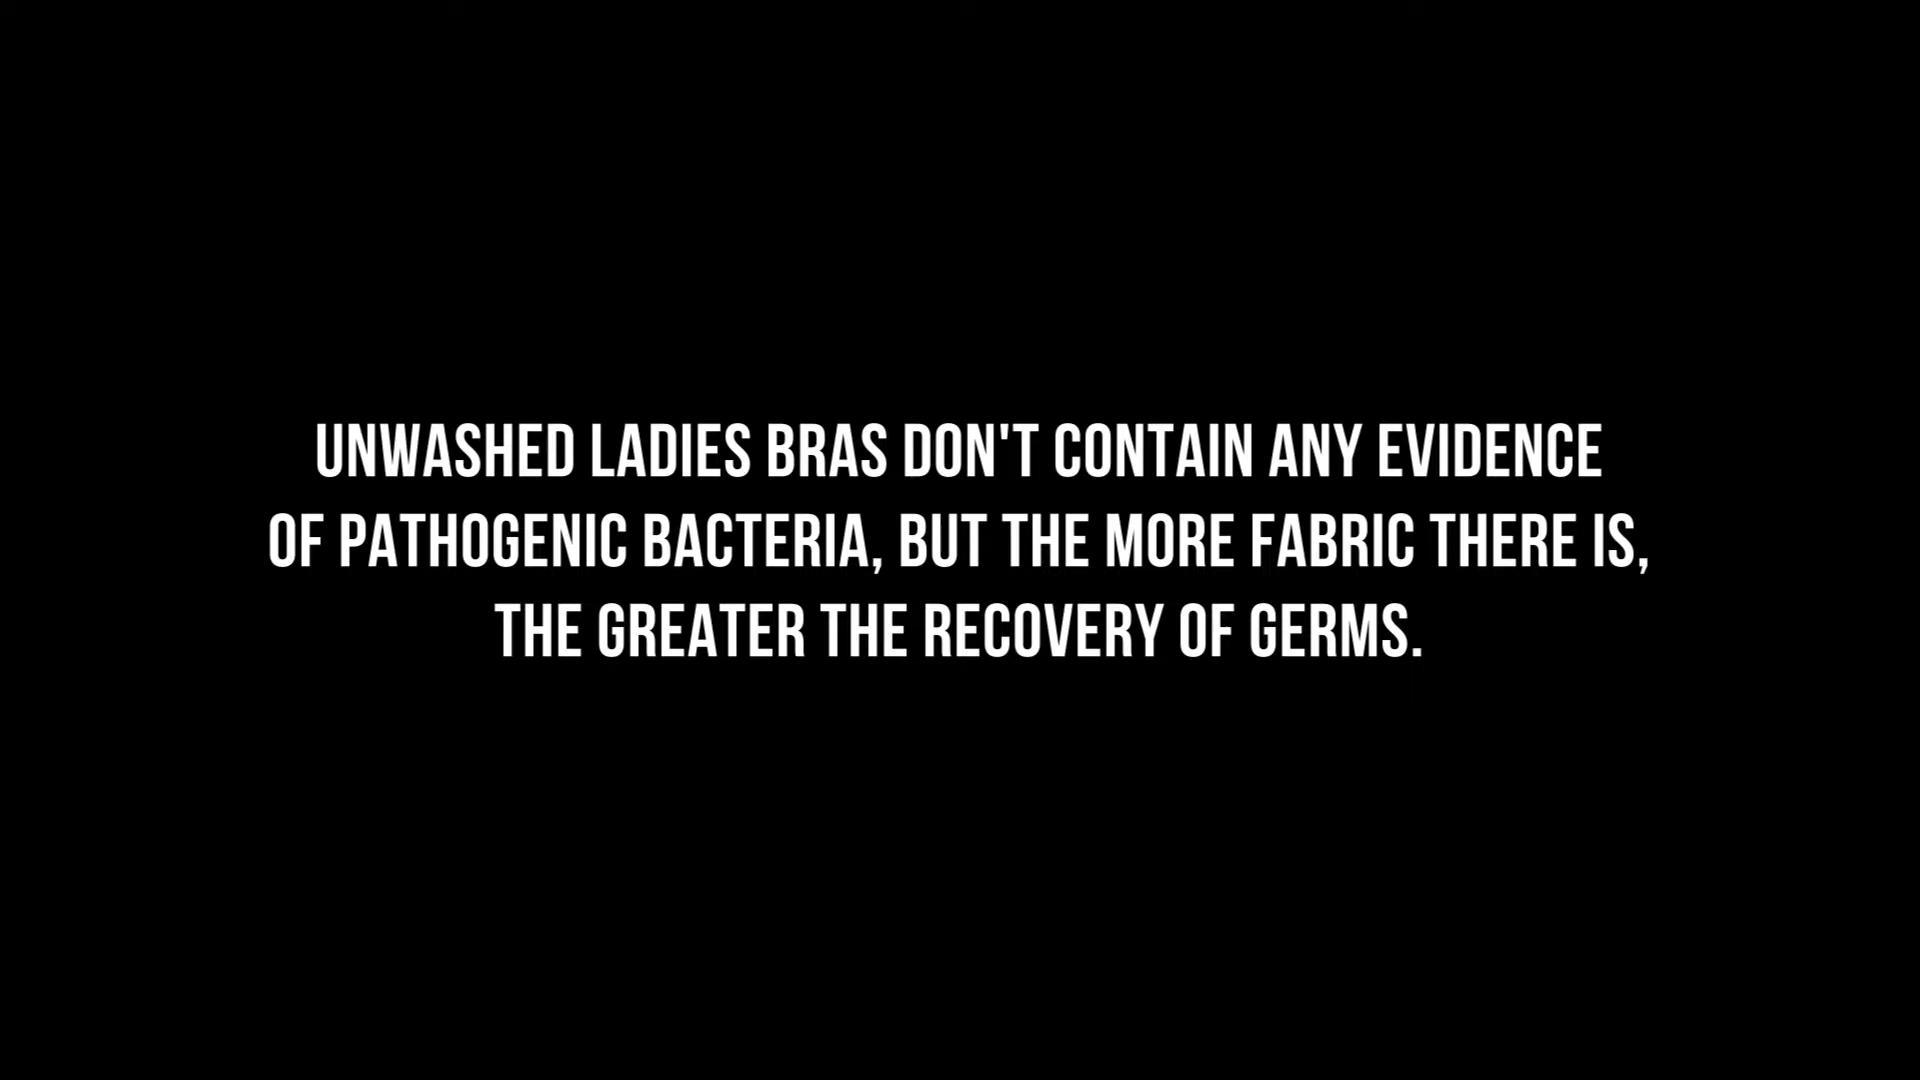 UNWASHED LADIES BRAS DON'T CONTAIN ANY EVIDENCE
OF PATHOGENIC BACTERIA, BUT THE MORE FABRIC THERE IS,
THE GREATER THE RECOVERY OF GERMS.